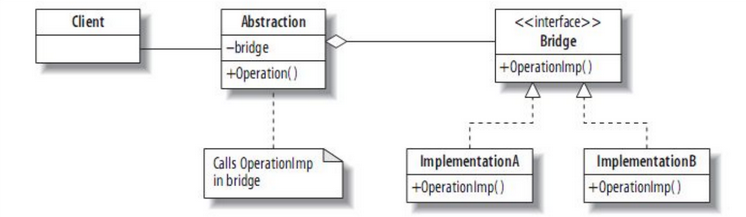 Client
Abstraction
–bridge
+Operation()
<<interface>>
Bridge
+OperationImp()
Calls OperationImp
in bridge
ImplementationA
+OperationImp()
ImplementationB
+OperationImp()